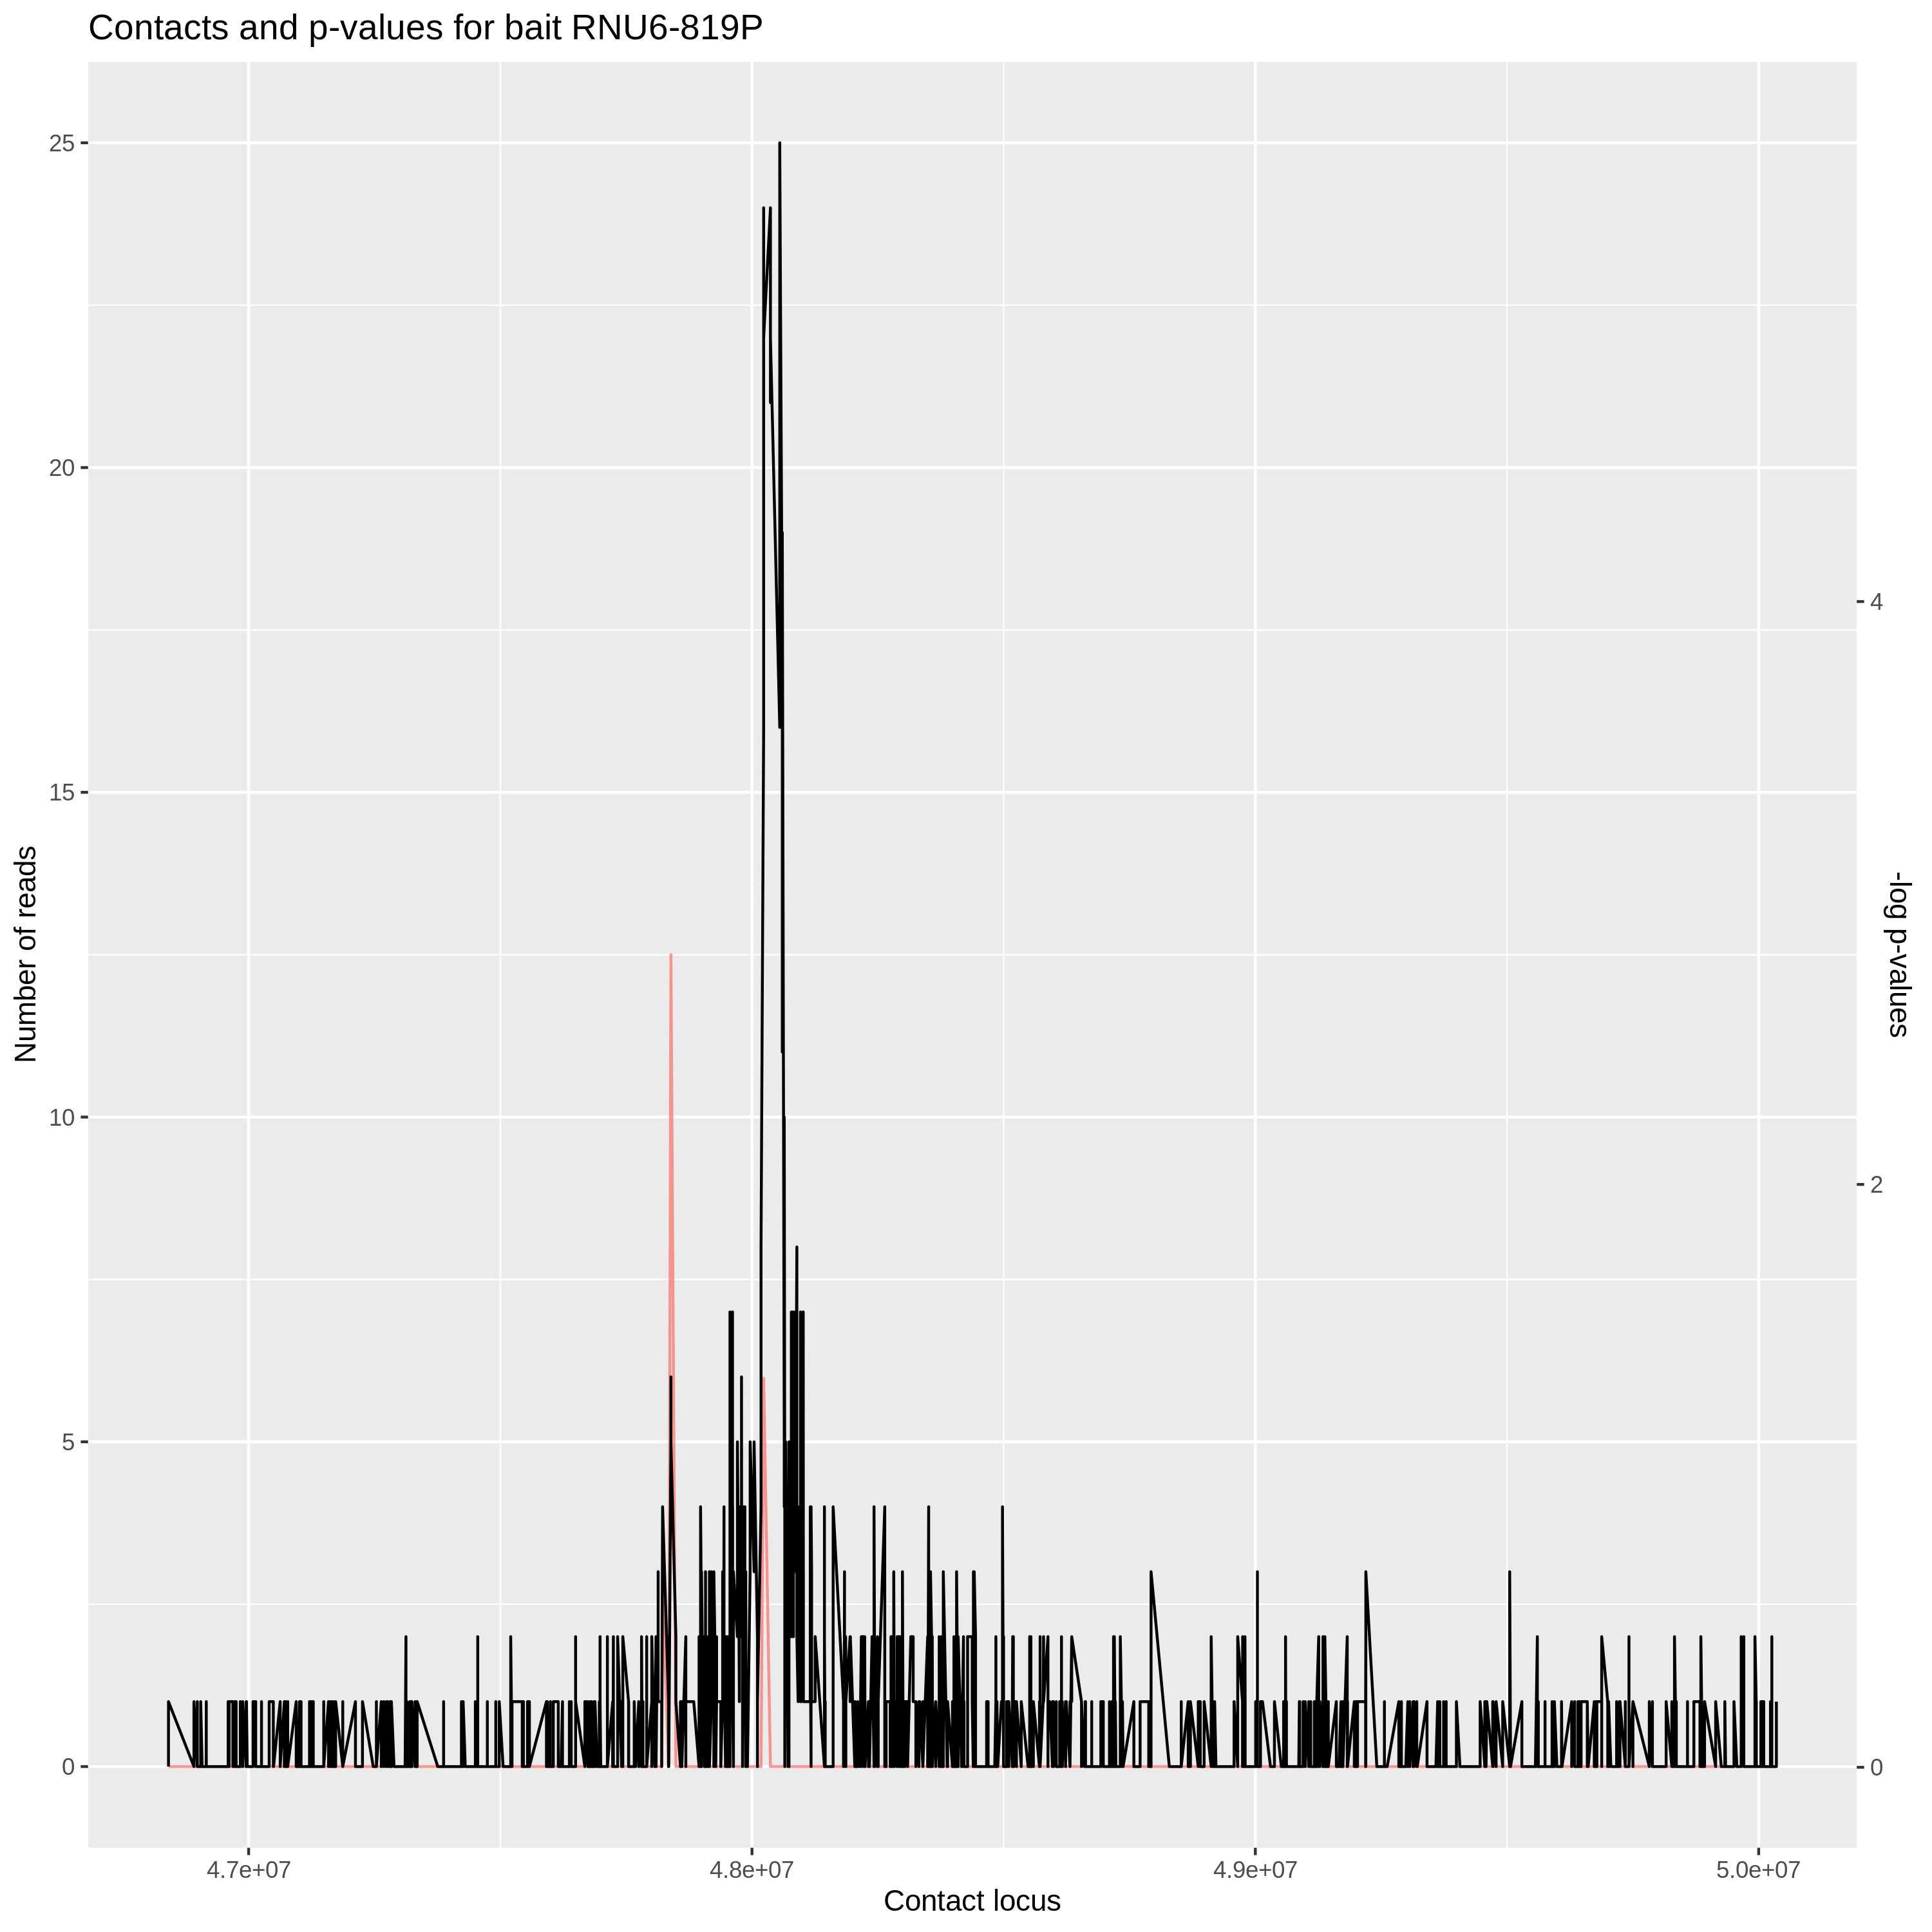 Contacts and p-values for bait RNU6-819P
25
20
15
10
5
0
Number of reads
4
2
0
-log p-values
4.7e+07
4.8e+07
4.9e+07
5.0e+07
Contact locus